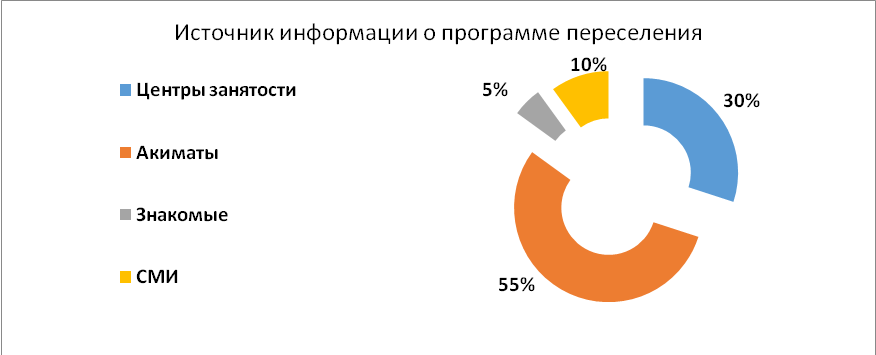 Источник информации о программе переселения
Центры занятости
Акиматы
Знакомые
СМИ
10%
5%
30%
55%